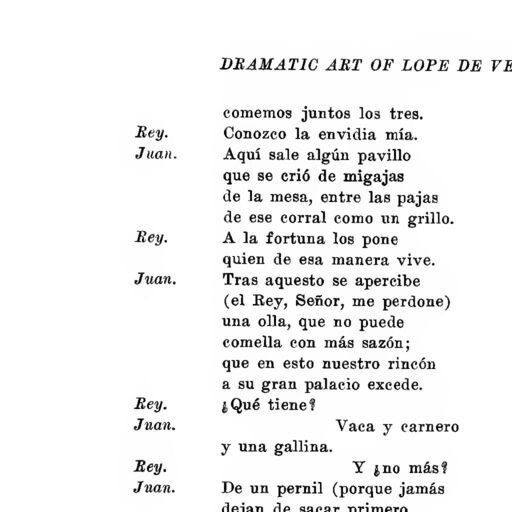 DRAMATIC ART OF LOPE DE VE
comemos juntos los tres.
Rey. Conozco la envidia mía.
Juan. Aquí sale algún pavillo
que se crió de migajas
de la mesa, entre las pajas
de ese corral como un grillo.
Rey. A la fortuna los pone
quien de esa manera vive.
Juan. Tras aquesto se apercibe
(el Rey, Señor, me perdone)
una olla, que no puede
comella con más sazón;
que en esto nuestro rincón
a su gran palacio excede.
Rey. ¿Qué tiene?
Juan. Vaca y carnero
y una gallina.
Rey. Y ¿no más?
Juan. De un pernil (porque jamás
dejan de sacar primero